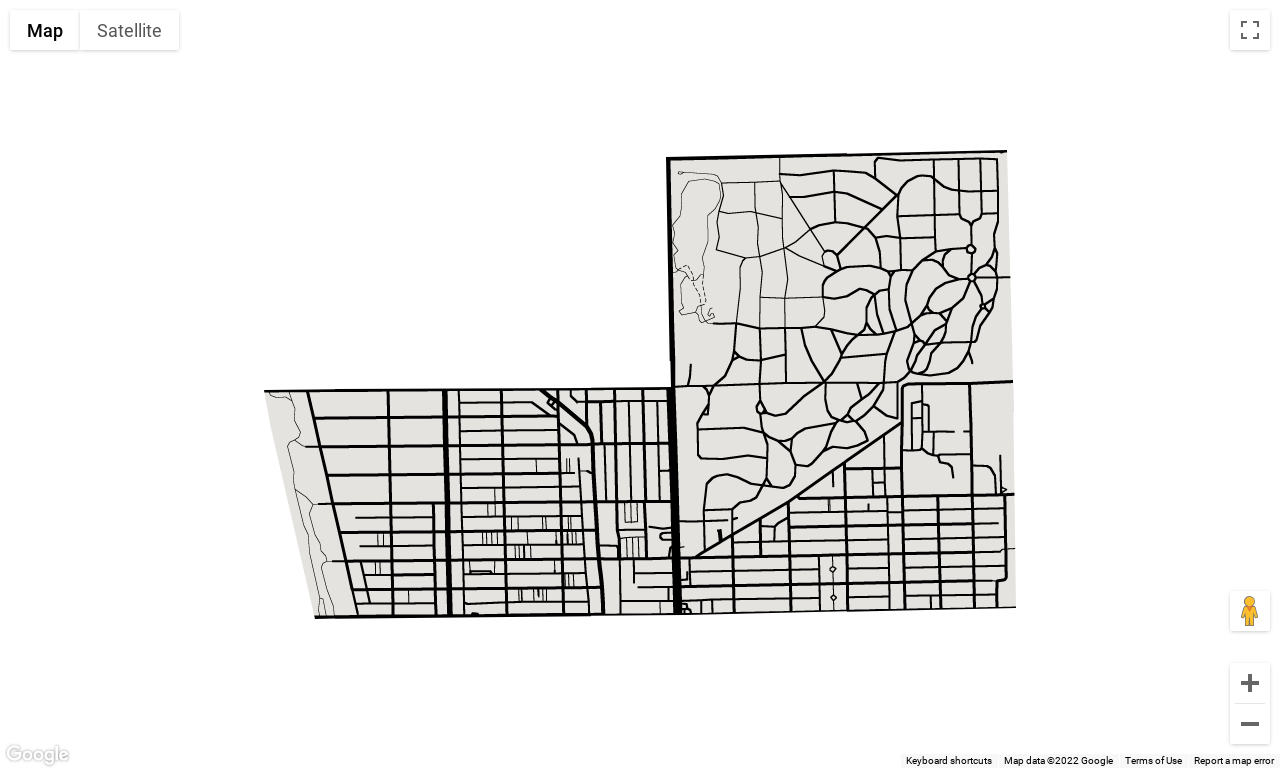 Map
Satellite
Google
Keyboard shortcuts
Map data ©2022 Google
Terms of Use
Report a map error